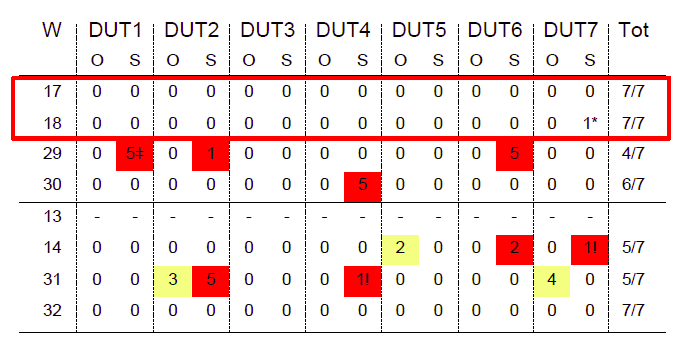 W DUT1 DUT2 DUT3 DUT4 DUT5 DUT6 DUT7 Tot
O S O S O S O S O S O S O S
17 0 0 0 0 0 0 0 0 0 0 0 0 0 0 7/7
18 0 0 0 0 0 0 0 0 0 0 0 0 0 1* 7/7
29 0 5‡ 0 1 0 0 0 0 0 0 0 5 0 0 4/7
30 0 0 0 0 0 0 0 5 0 0 0 0 0 0 6/7
13 - - - - - - - - - - - - - -
14 0 0 0 0 0 0 0 0 2 0 0 2 0 1! 5/7
31 0 0 3 5 0 0 0 1! 0 0 0 0 4 0 5/7
32 0 0 0 0 0 0 0 0 0 0 0 0 0 0 7/7